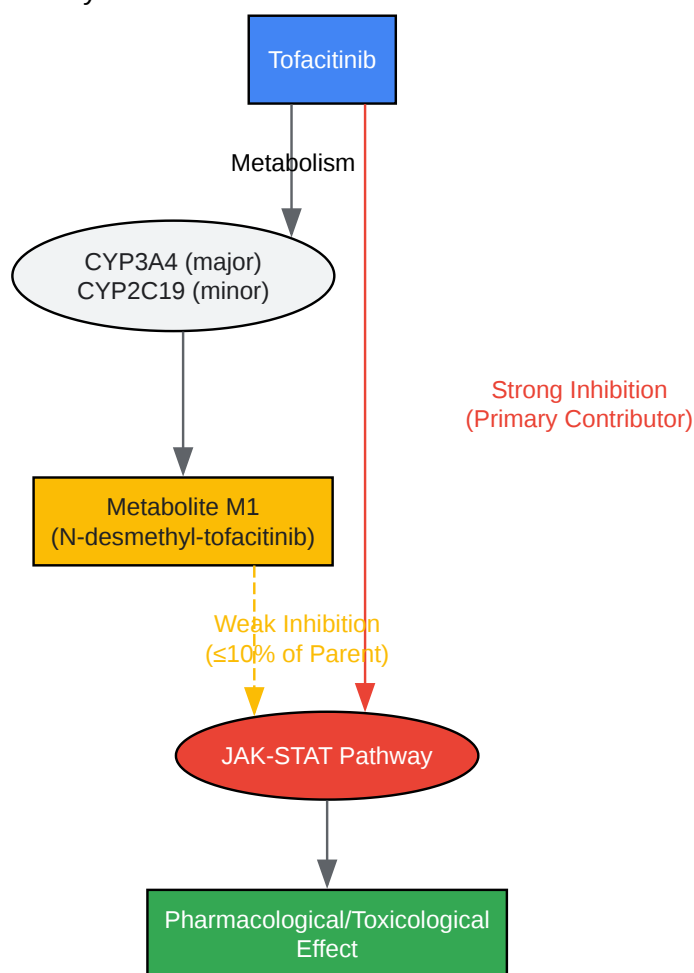 Tofacitinib
Metabolism
CYP3A4 (major)
CYP2C19 (minor)
Strong Inhibition
(Primary Contributor)
Metabolite M1
(N-desmethyl-tofacitinib)
Weak Inhibition
(≤10% of Parent)
JAK-STAT Pathway
Pharmacological/Toxicological
Effect